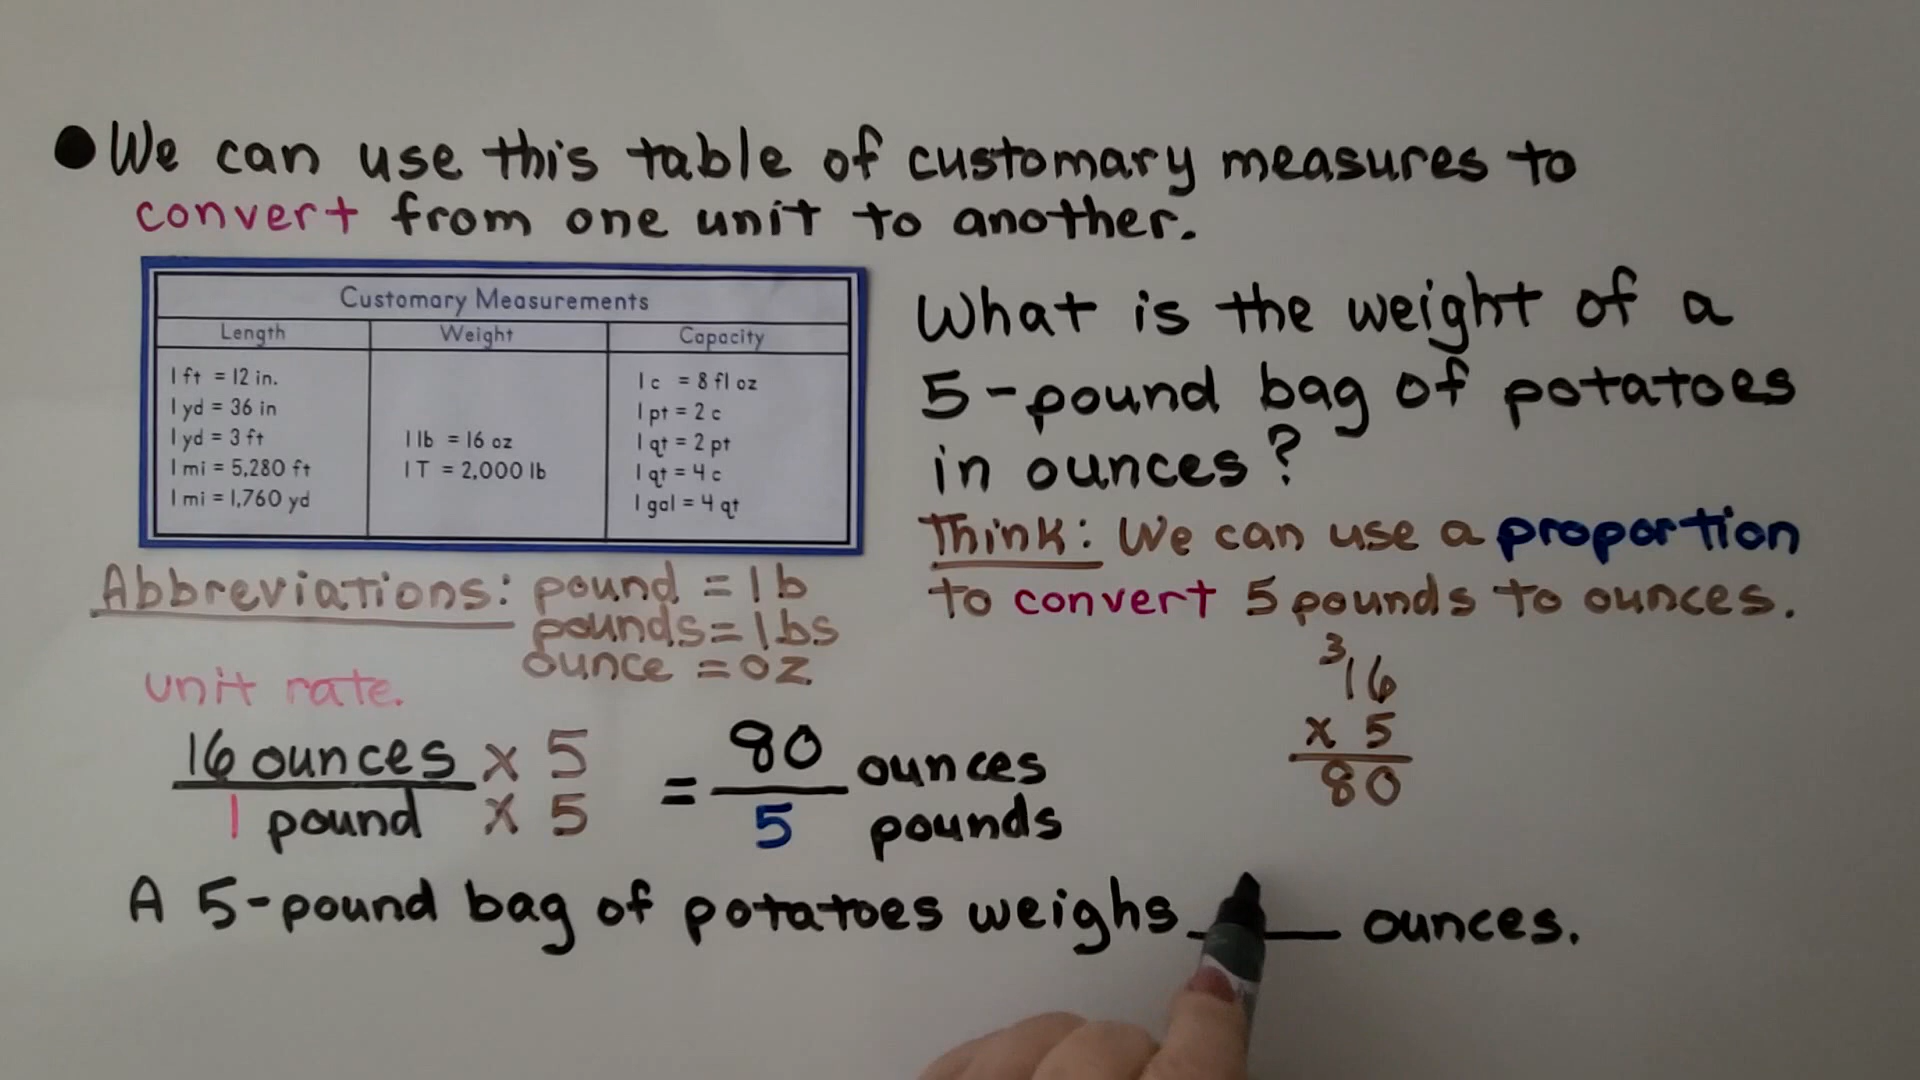 ● We can use this table of customary measures to
convert from one unit to another.
Customary Measurements
Length Weight Capacity
1 ft = 12 in.
1 yd = 36 in
1 yd = 3 ft
1 mi = 5,280 ft
1 mi = 1,760 yd
1 lb = 16 oz
1 T = 2,000 lb
1 c = 8 fl oz
1 pt = 2 c
1 qt = 2 pt
1 qt = 4 c
1 gal = 4 qt
What is the weight of a
5-pound bag of potatoes
in ounces?
Think: We can use a proportion
to convert 5 pounds to ounces.
Abbreviations: pound = lb
pounds = lbs
ounce = oz
unit rate.
16 ounces x 5 = 80 ounces
1 pound x 5 5 pounds
3
16
x 5
80
A 5-pound bag of potatoes weighs ___ ounces.